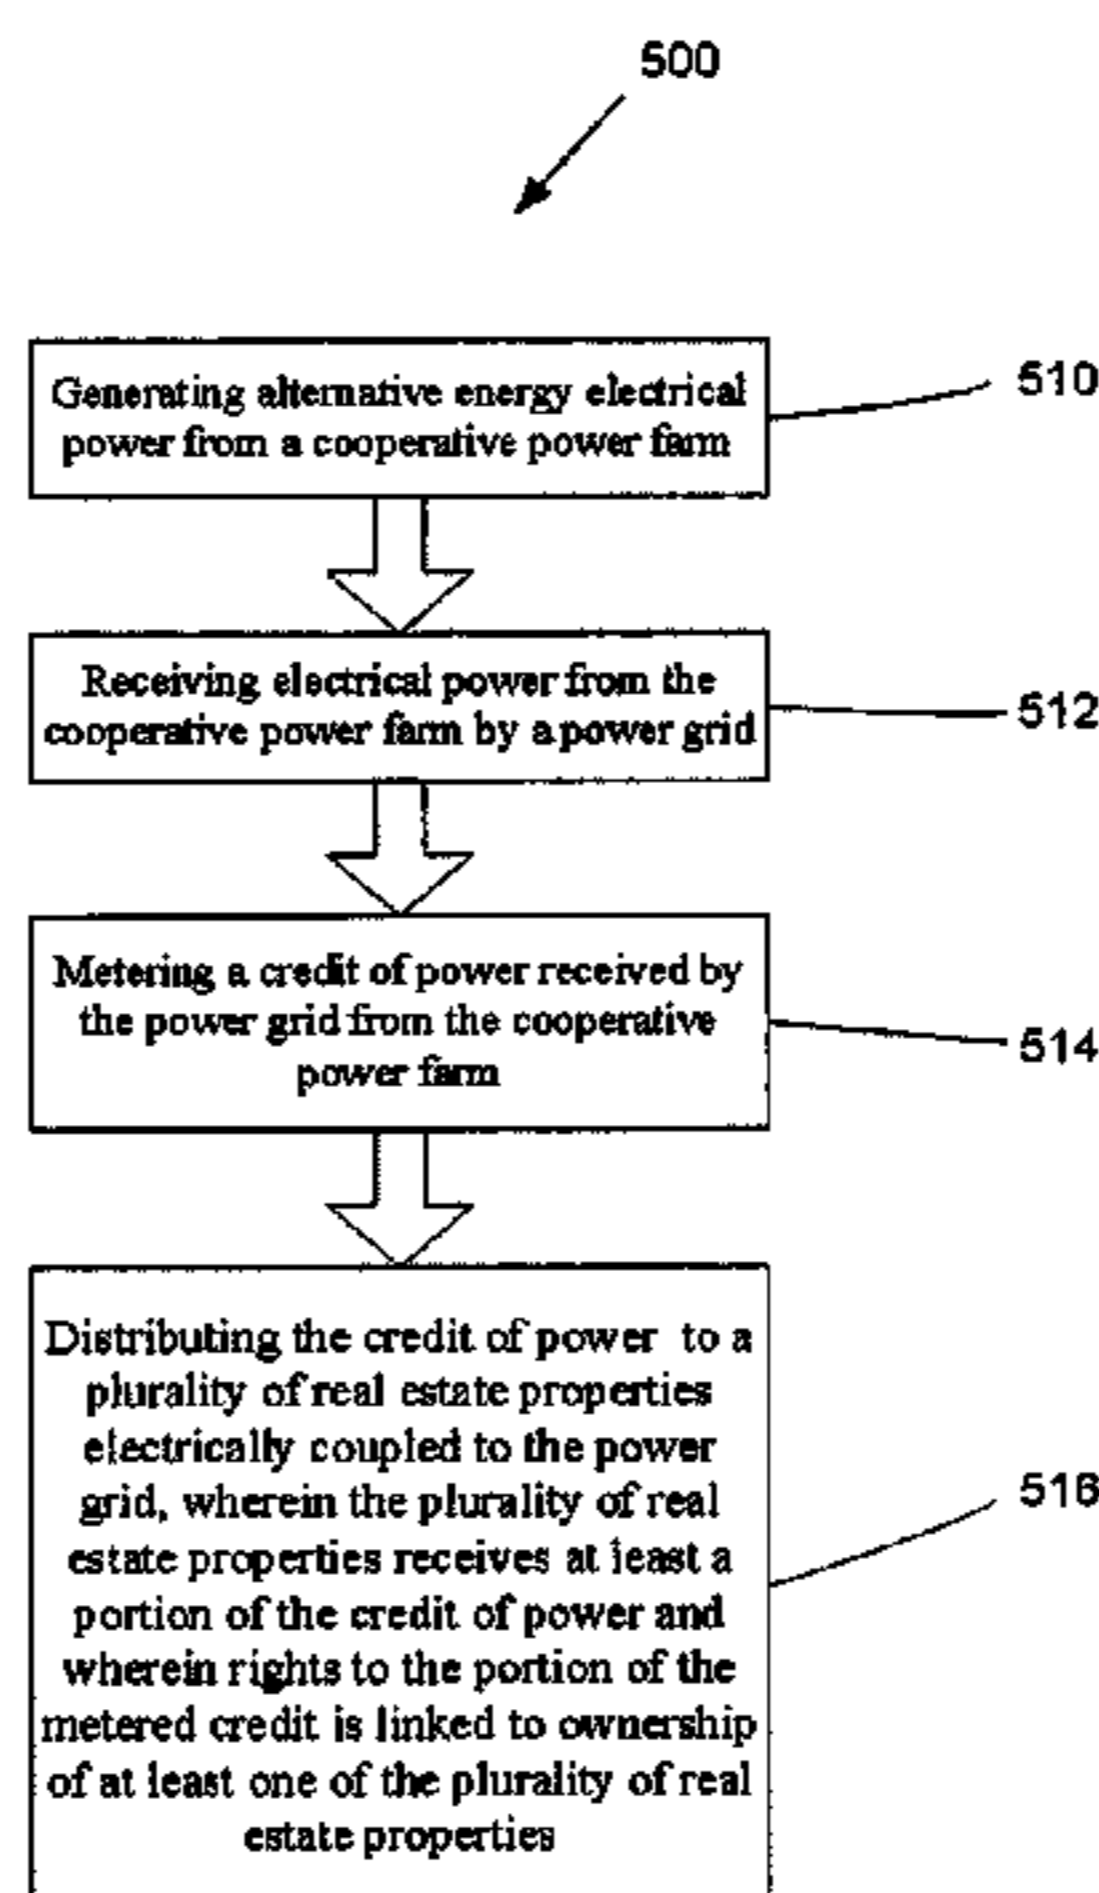 500
Generating alternative energy electrical
power from a cooperative power farm
510
Receiving electrical power from the
cooperative power farm by a power grid
512
Metering a credit of power received by
the power grid from the cooperative
power farm
514
Distributing the credit of power to a
plurality of real estate properties
electrically coupled to the power
grid, wherein the plurality of real
estate properties receives at least a
portion of the credit of power and
wherein rights to the portion of the
metered credit is linked to ownership
of at least one of the plurality of real
estate properties
516